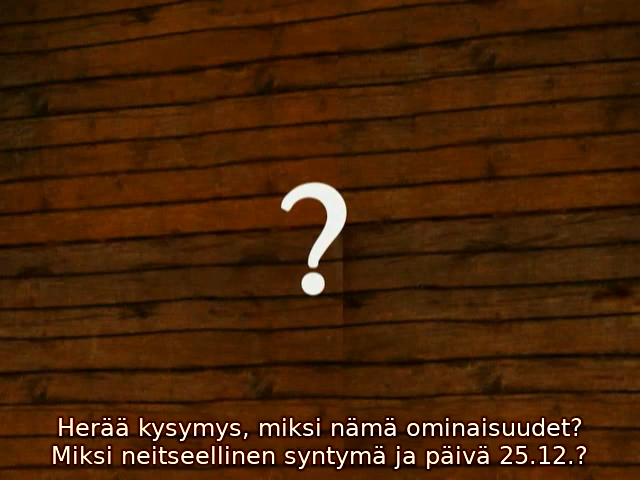 ?
Herää kysymys, miksi nämä ominaisuudet?
Miksi neitseellinen syntymä ja päivä 25.12.?